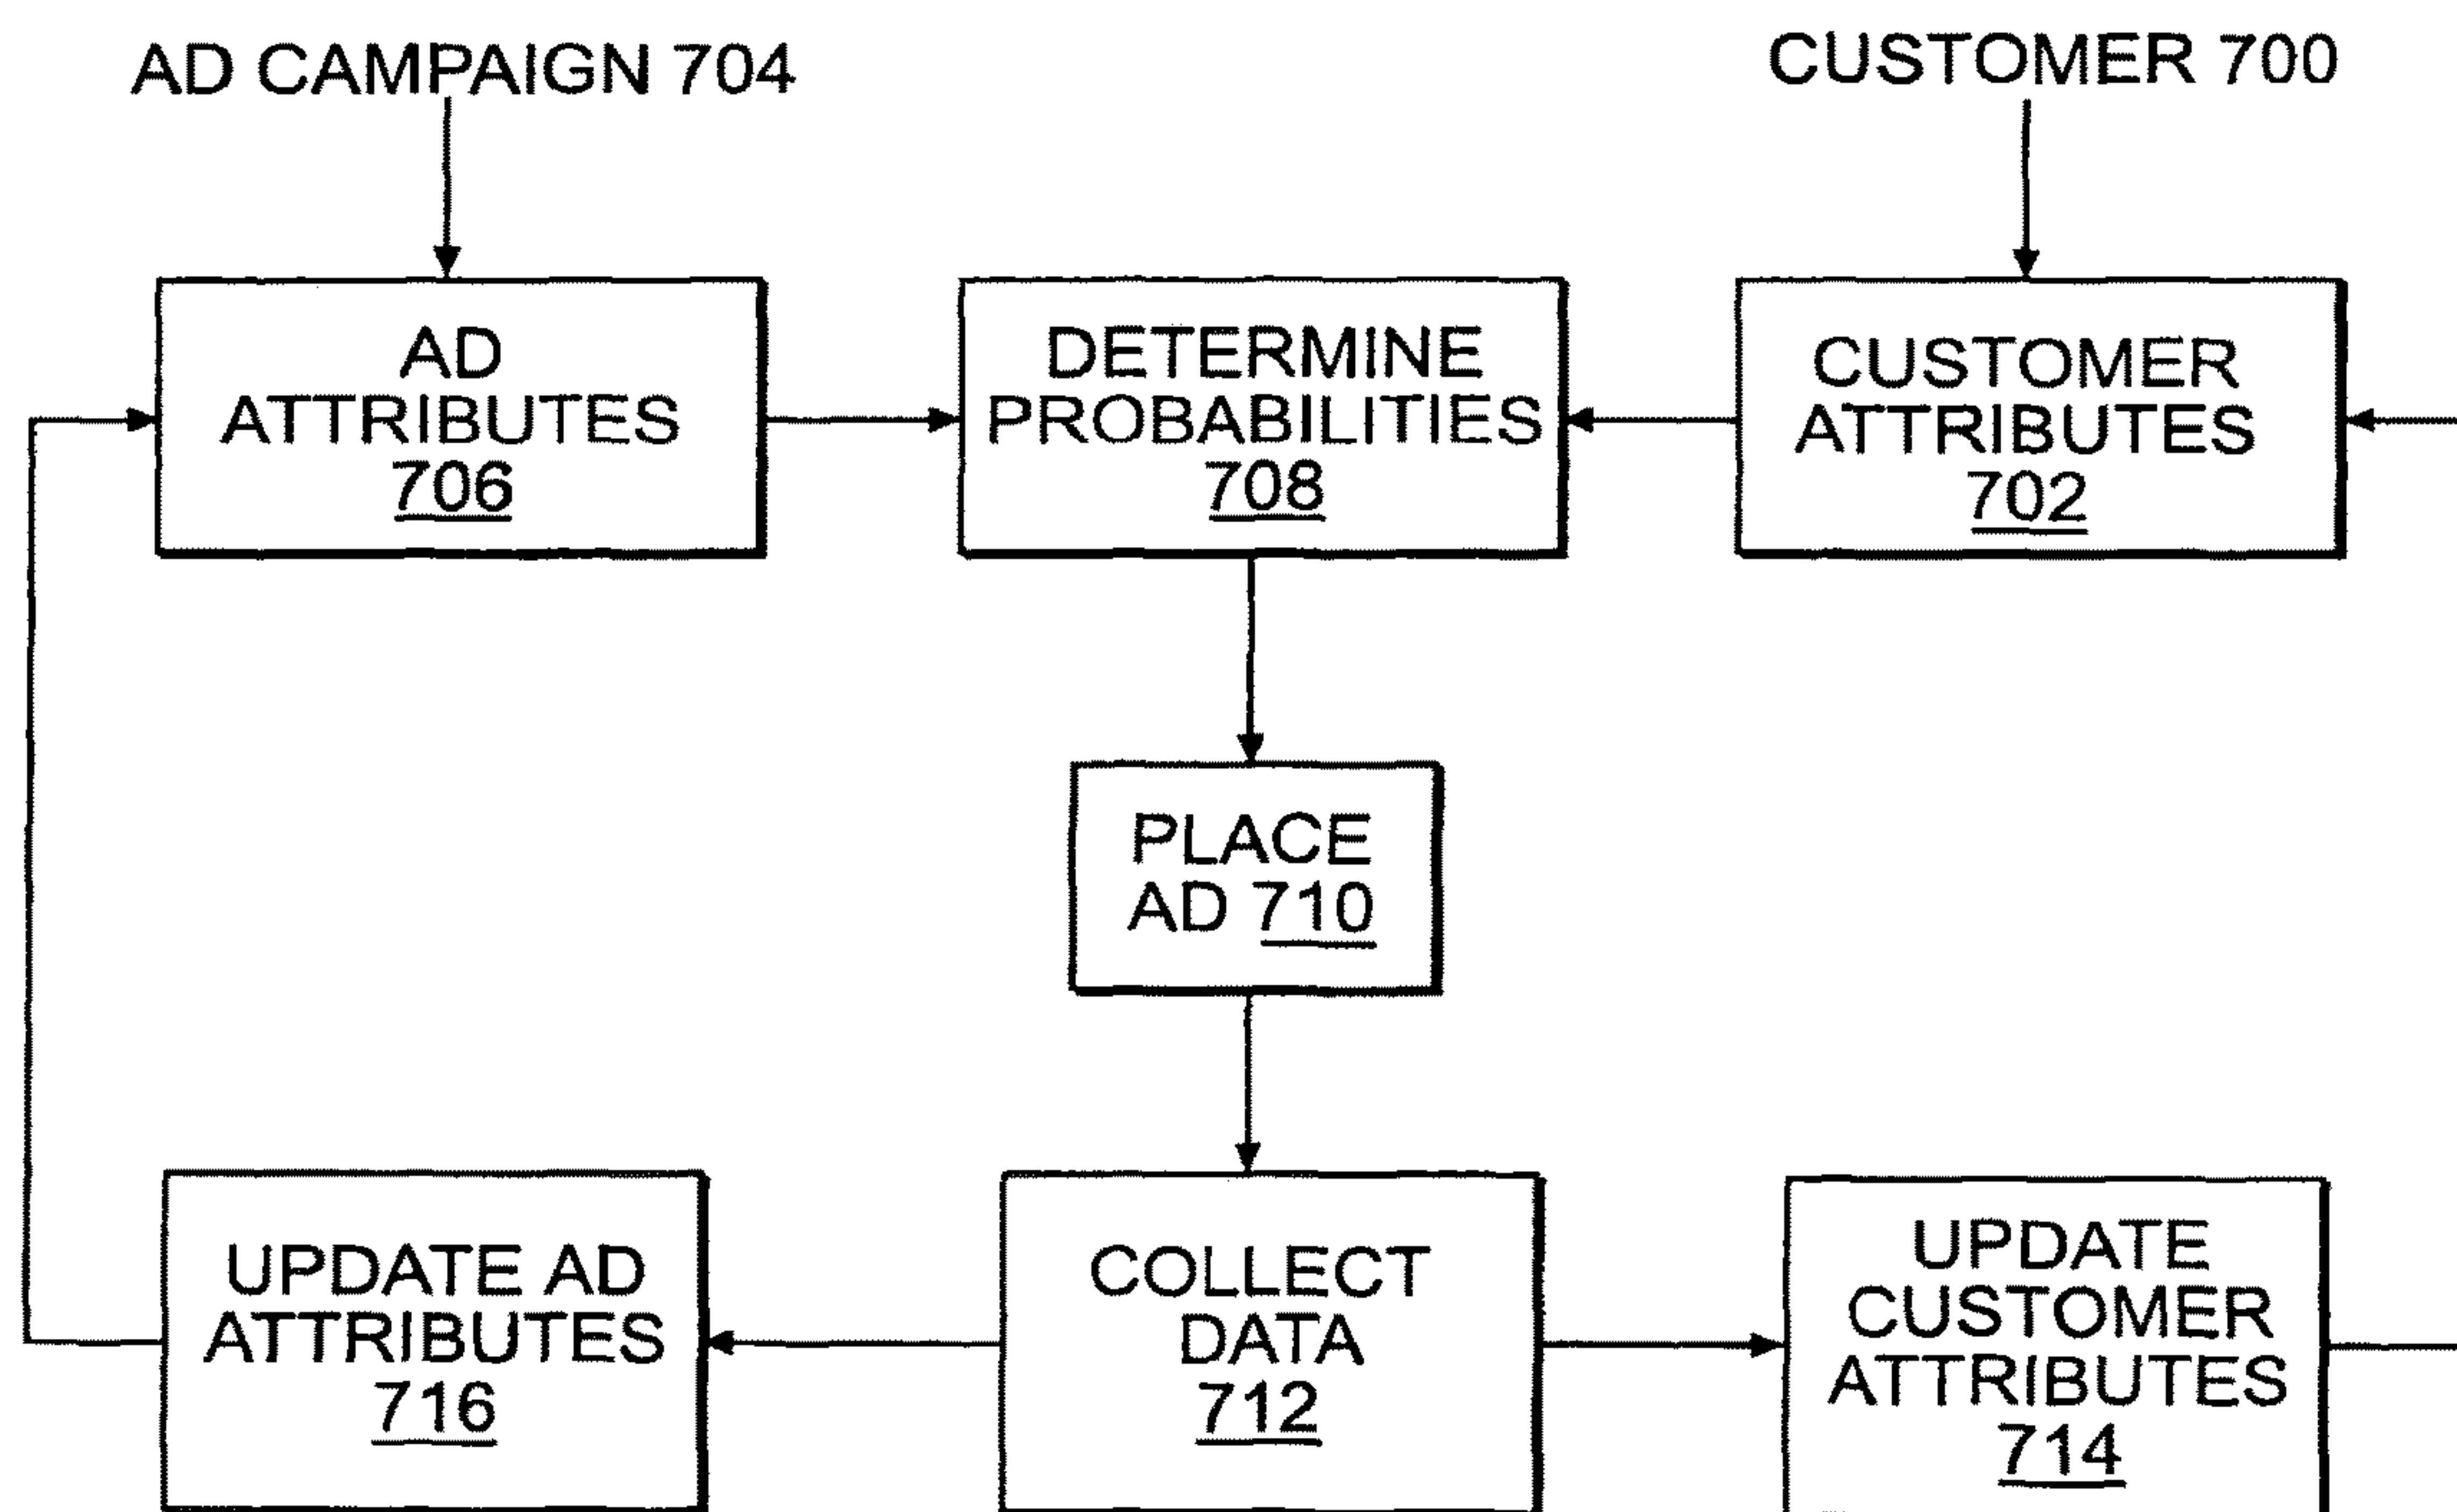 AD CAMPAIGN 704
CUSTOMER 700
AD
ATTRIBUTES
706
DETERMINE
PROBABILITIES
708
CUSTOMER
ATTRIBUTES
702
PLACE
AD 710
UPDATE AD
ATTRIBUTES
716
COLLECT
DATA
712
UPDATE
CUSTOMER
ATTRIBUTES
714